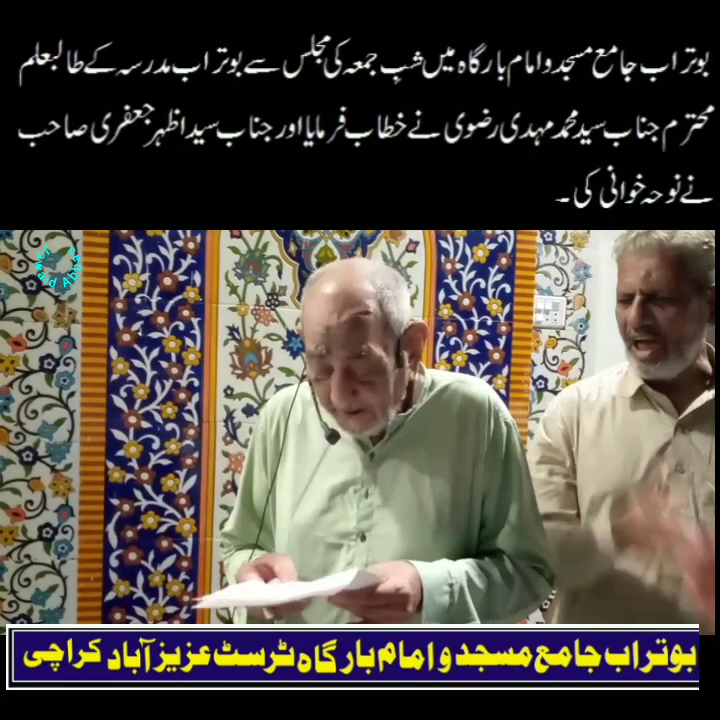 بوتراب جامع مسجد و امام بارگاہ میں شبِ جمعہ کی مجلس سے بوتراب مدرسہ کے طالبعلم
محترم جناب سید محمد مہدی رضوی نے خطاب فرمایا اور جناب سید اظہر جعفری صاحب
نے نوحہ خوانی کی۔
بوتراب جامع مسجد و امام بارگاہ ٹرسٹ عزیز آباد کراچی